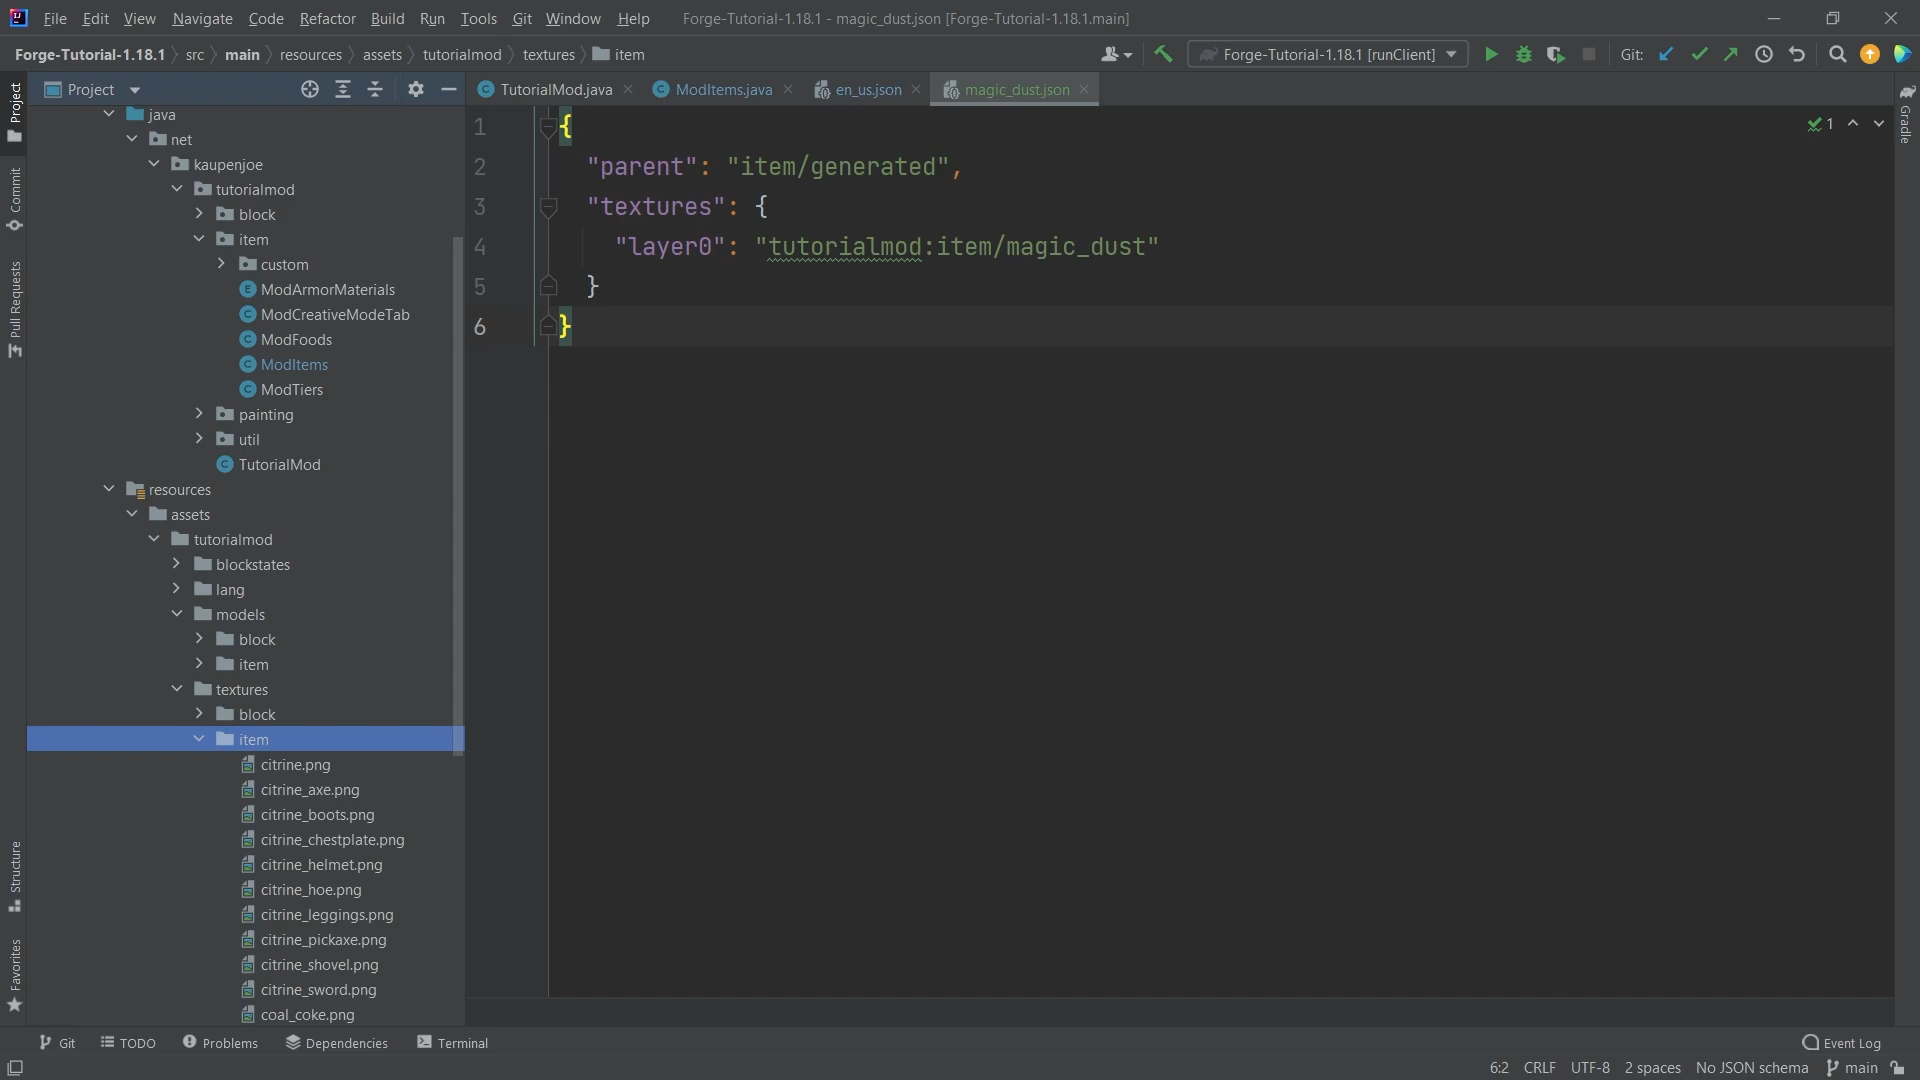 File Edit View Navigate Code Refactor Build Run Tools Git Window Help Forge-Tutorial-1.18.1 - magic_dust.json [Forge-Tutorial-1.18.1.main]
Forge-Tutorial-1.18.1 src main resources assets tutorialmod textures item Forge-Tutorial-1.18.1 [runClient] Git:
Project
TutorialMod.java ModItems.java en_us.json magic_dust.json
java
net
kaupenjoe
tutorialmod
block
item
custom
ModArmorMaterials
ModCreativeModeTab
ModFoods
ModItems
ModTiers
painting
util
TutorialMod
resources
assets
tutorialmod
blockstates
lang
models
block
item
textures
block
item
citrine.png
citrine_axe.png
citrine_boots.png
citrine_chestplate.png
citrine_helmet.png
citrine_hoe.png
citrine_leggings.png
citrine_pickaxe.png
citrine_shovel.png
citrine_sword.png
coal_coke.png
1 {
2 "parent": "item/generated",
3 "textures": {
4 "layer0": "tutorialmod:item/magic_dust"
5 }
6 }
1
Project
Commit
Pull Requests
Structure
Favorites
Gradle
Git TODO Problems Dependencies Terminal Event Log
6:2 CRLF UTF-8 2 spaces No JSON schema main